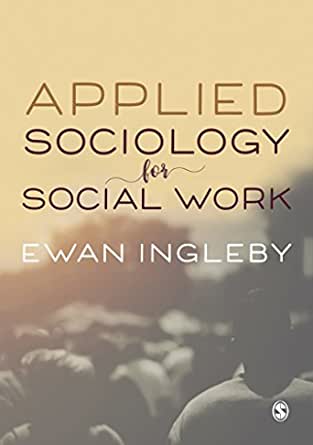 APPLIED
SOCIOLOGY
for
SOCIAL WORK
EWAN INGLEBY
S